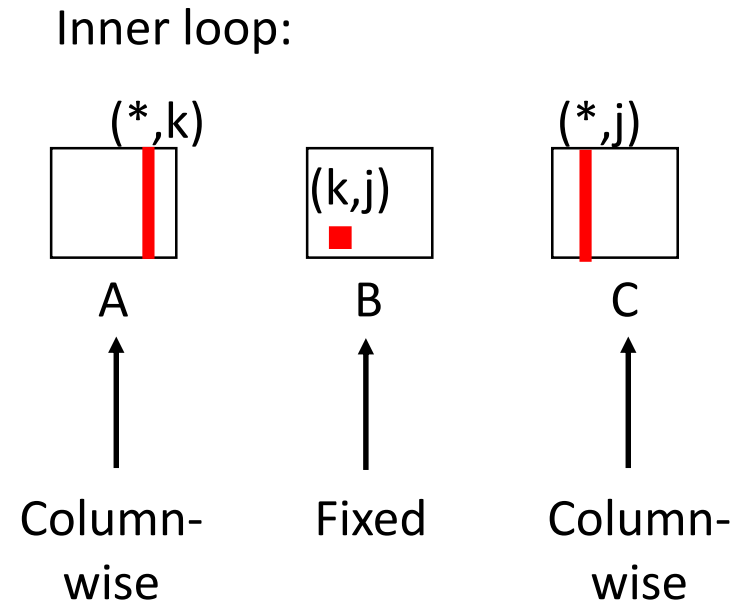 Inner loop:
(*,k)
(k,j)
(*,j)
A
B
C
Column-
wise
Fixed
Column-
wise